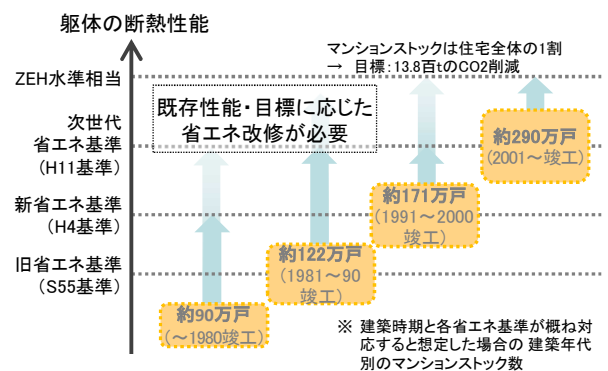 躯体の断熱性能
マンションストックは住宅全体の1割
→ 目標：13.8百tのCO2削減
ZEH水準相当
既存性能・目標に応じた
省エネ改修が必要
次世代
省エネ基準
（H11基準）
約290万戸
（2001～竣工）
新省エネ基準
（H4基準）
約171万戸
（1991～2000
竣工）
旧省エネ基準
（S55基準）
約122万戸
（1981～90
竣工）
約90万戸
（～1980竣工）
※ 建築時期と各省エネ基準が概ね対
応すると想定した場合の 建築年代
別のマンションストック数